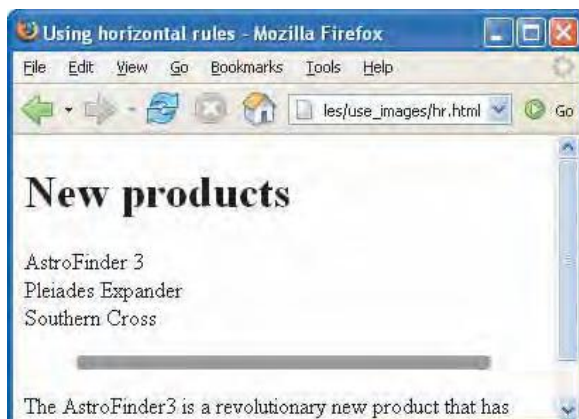 Using horizontal rules - Mozilla Firefox
File Edit View Go Bookmarks Tools Help
les/use_images/hr.html Go
New products
AstroFinder 3
Pleiades Expander
Southern Cross
The AstroFinder3 is a revolutionary new product that has